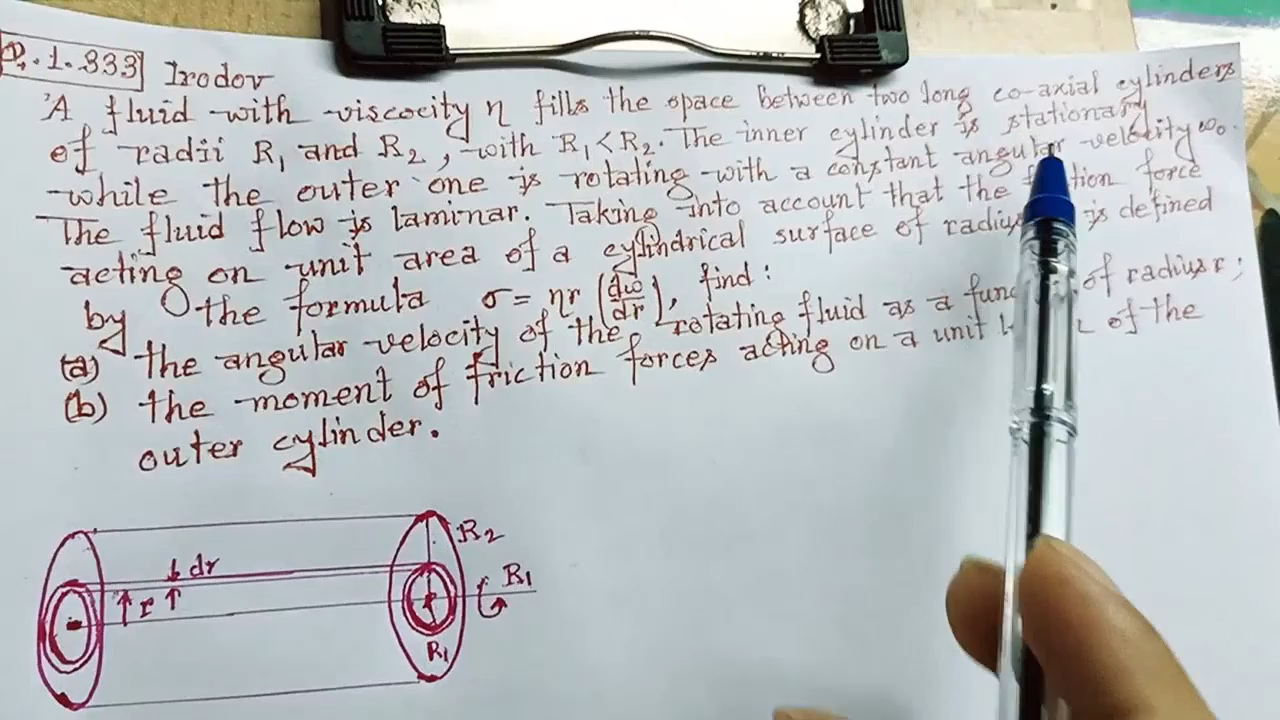 P. 1.333 Irodov
'A fluid with viscocity η fills the space between two long co-axial cylinders
of radii R₁ and R₂, with R₁<R₂. The inner cylinder is stationary
while the outer one is rotating with a constant angular velocity ω₀.
The fluid flow is laminar. Taking into account that the force
acting on unit area of a cylindrical surface of radius is defined
by the formula σ = ηr (dω/dr), find :
(a) the angular velocity of the rotating fluid as a of radius r ;
(b) the moment of friction forces acting on a unit of the
outer cylinder.
R₂
dr
r
R₁
R₁